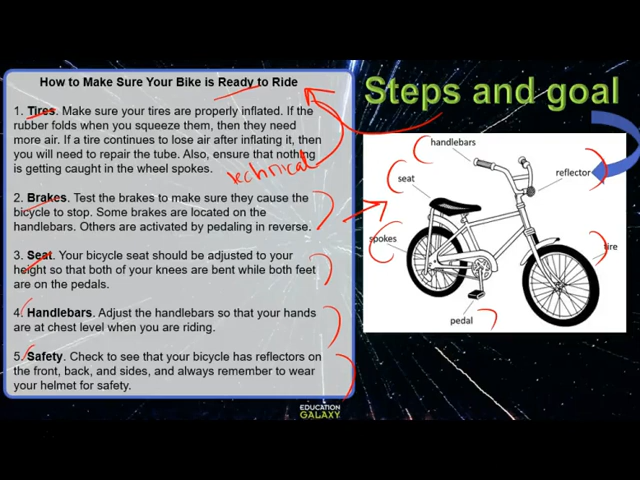 How to Make Sure Your Bike is Ready to Ride
1. Tires. Make sure your tires are properly inflated. If the
rubber folds when you squeeze them, then they need
more air. If a tire continues to lose air after inflating it, then
you will need to repair the tube. Also, ensure that nothing
is getting caught in the wheel spokes.
technical
2. Brakes. Test the brakes to make sure they cause the
bicycle to stop. Some brakes are located on the
handlebars. Others are activated by pedaling in reverse.
3. Seat. Your bicycle seat should be adjusted to your
height so that both of your knees are bent while both feet
are on the pedals.
4. Handlebars. Adjust the handlebars so that your hands
are at chest level when you are riding.
5. Safety. Check to see that your bicycle has reflectors on
the front, back, and sides, and always remember to wear
your helmet for safety.
Steps and goal
handlebars
seat
reflector
spokes
tire
pedal
EDUCATION
GALAXY